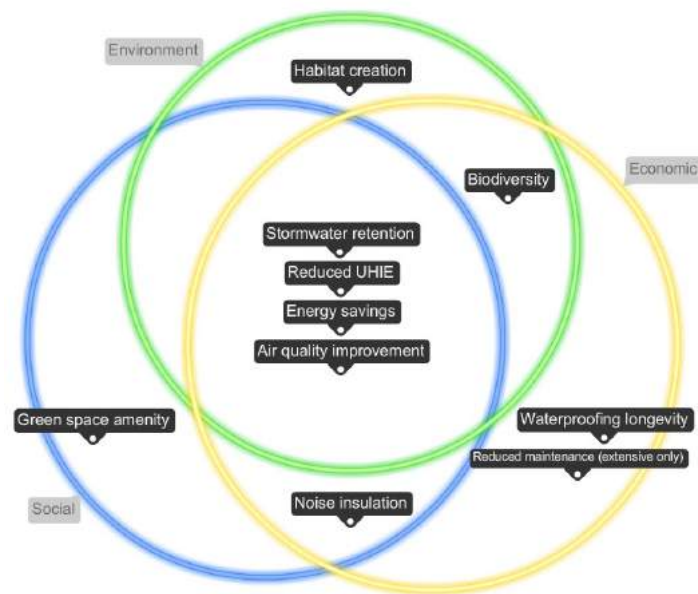 Environment
Habitat creation
Economic
Biodiversity
Stormwater retention
Reduced UHIE
Energy savings
Air quality improvement
Green space amenity
Waterproofing longevity
Reduced maintenance (extensive only)
Social
Noise insulation